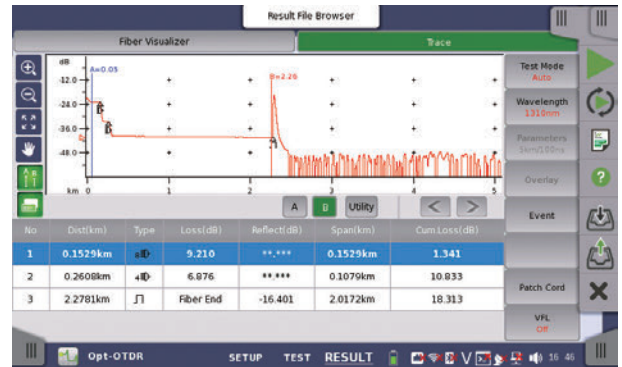 Result File Browser
Fiber Visualizer
Trace
dB
A=0.03
B=2.26
-12.0
-24.0
-36.0
-48.0
km 0 1 2 3 4 5
A B Utility
Test Mode
Auto
Wavelength
1310nm
Parameters
5km/100ns
Overlay
Event
Patch Cord
VFL
Off
No Dist(km) Type Loss(dB) Reflect(dB) Span(km) Cum.Loss(dB)
1 0.1529km 9.210 **.*** 0.1529km 1.341
2 0.2608km 6.976 **.*** 0.1079km 10.833
3 2.2781km Fiber End -16.401 2.0172km 18.313
Opt-OTDR SETUP TEST RESULT 16 46